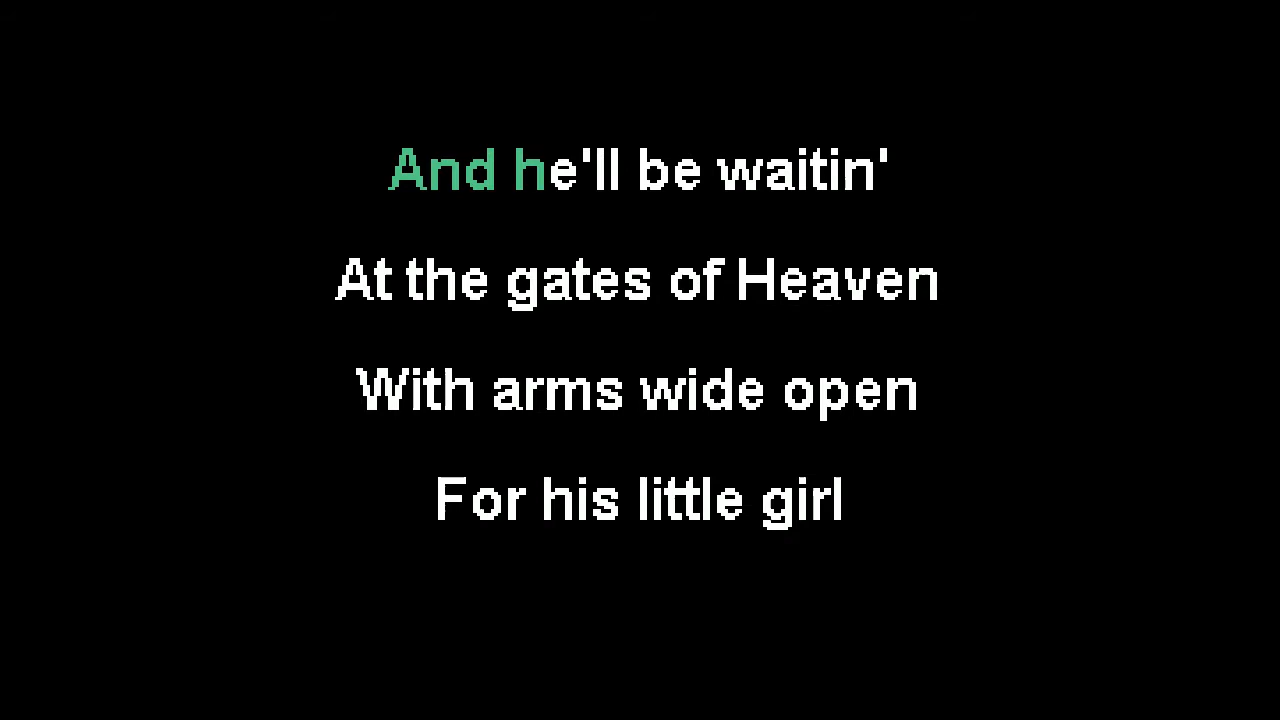 And he'll be waitin'
At the gates of Heaven
With arms wide open
For his little girl